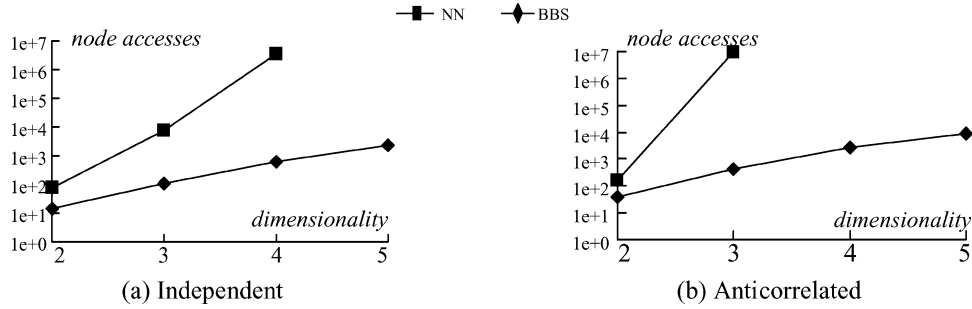 NN BBS
node accesses
1e+7
1e+6
1e+5
1e+4
1e+3
1e+2
1e+1
1e+0
dimensionality
2 3 4 5
(a) Independent
node accesses
1e+7
1e+6
1e+5
1e+4
1e+3
1e+2
1e+1
1e+0
dimensionality
2 3 4 5
(b) Anticorrelated